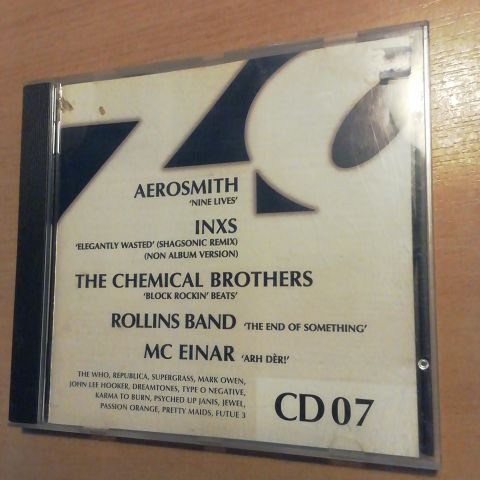 AEROSMITH
'NINE LIVES'
INXS
'ELEGANTLY WASTED' (SHAGSONIC REMIX)
(NON ALBUM VERSION)
THE CHEMICAL BROTHERS
'BLOCK ROCKIN' BEATS'
ROLLINS BAND 'THE END OF SOMETHING'
MC EINAR 'ARH DÈR!'
THE WHO, REPUBLICA, SUPERGRASS, MARK OWEN,
JOHN LEE HOOKER, DREAMTONES, TYPE O NEGATIVE,
KARMA TO BURN, PSYCHED UP JANIS, JEWEL,
PASSION ORANGE, PRETTY MAIDS, FUTUE 3
CD 07